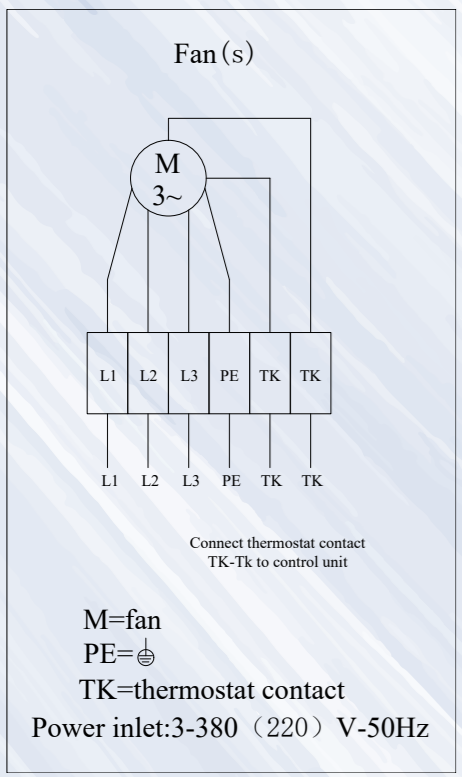 Fan(s)
M
3~
L1 L2 L3 PE TK TK
L1 L2 L3 PE TK TK
Connect thermostat contact
TK-Tk to control unit
M=fan
PE=⏚
TK=thermostat contact
Power inlet:3-380（220）V-50Hz